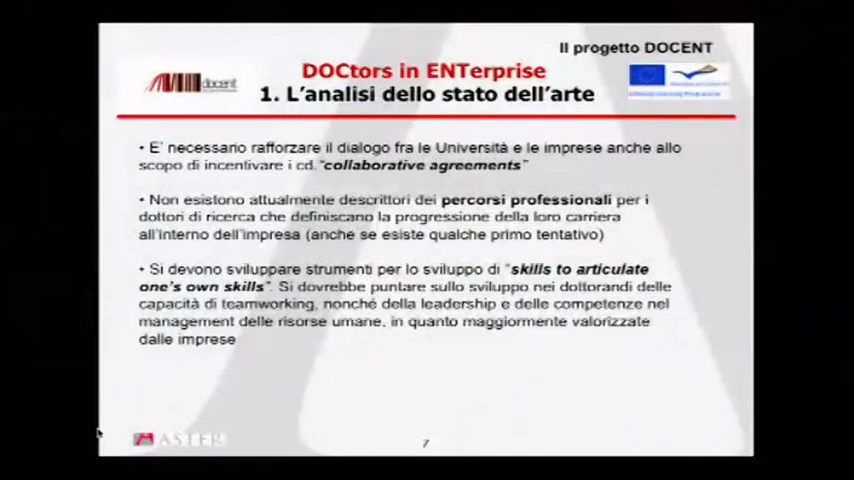 Il progetto DOCENT
docent
DOCtors in ENTerprise
1. L'analisi dello stato dell'arte
• E' necessario rafforzare il dialogo fra le Università e le imprese anche allo
scopo di incentivare i cd."collaborative agreements"
• Non esistono attualmente descrittori dei percorsi professionali per i
dottori di ricerca che definiscano la progressione della loro carriera
all'interno dell'impresa (anche se esiste qualche primo tentativo)
• Si devono sviluppare strumenti per lo sviluppo di "skills to articulate
one's own skills". Si dovrebbe puntare sullo sviluppo nei dottorandi delle
capacità di teamworking, nonché della leadership e delle competenze nel
management delle risorse umane, in quanto maggiormente valorizzate
dalle imprese
ASTER
7